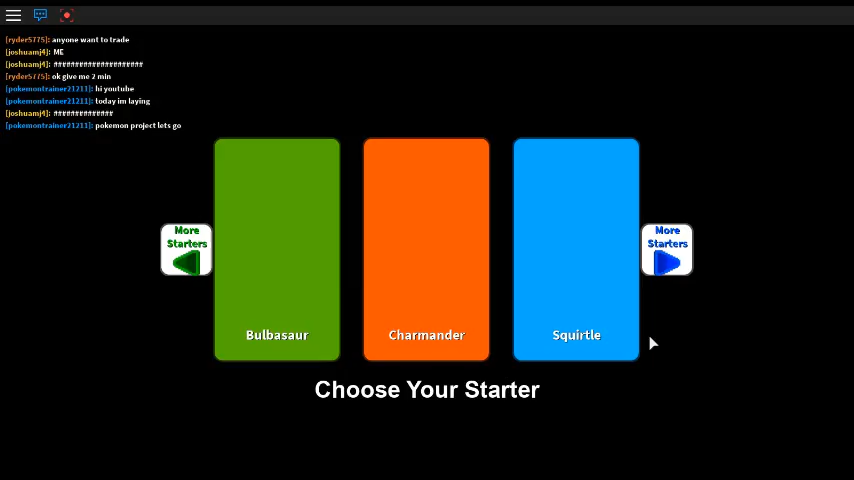 [ryder5775]: anyone want to trade
[joshuamj4]: ME
[joshuamj4]: #####################
[ryder5775]: ok give me 2 min
[pokemontrainer21211]: hi youtube
[pokemontrainer21211]: today im laying
[joshuamj4]: ##############
[pokemontrainer21211]: pokemon project lets go
More
Starters
More
Starters
Bulbasaur
Charmander
Squirtle
Choose Your Starter